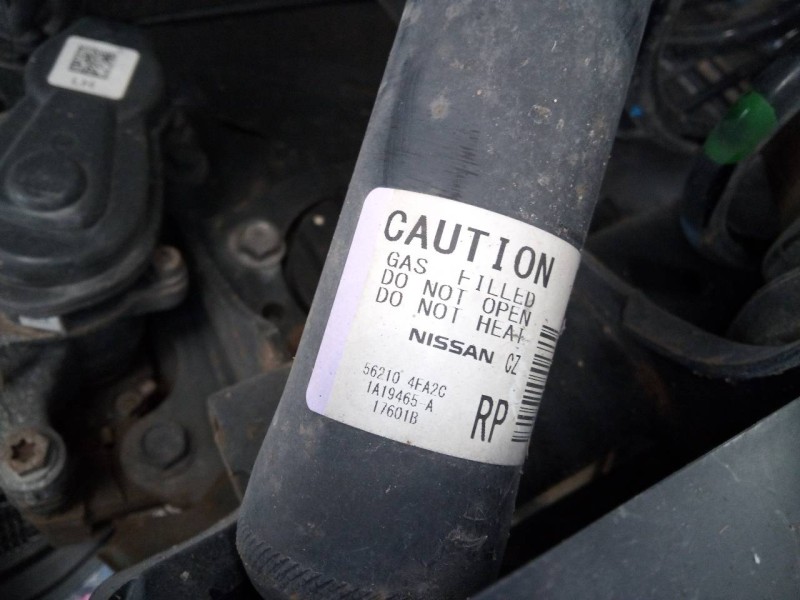 CAUTION
GAS FILLED
DO NOT OPEN
DO NOT HEAT
NISSAN CZ
56210 4FA2C
1A19465-A
17601B
RP